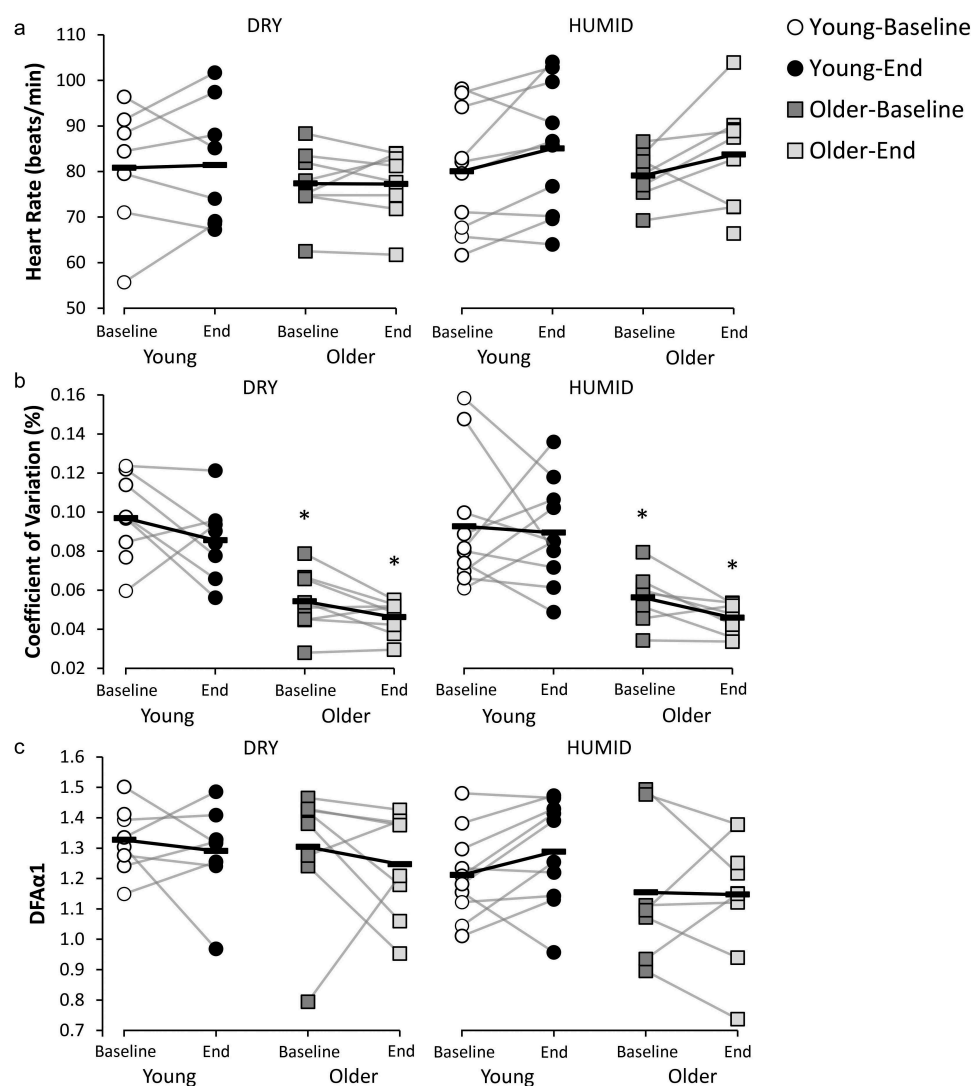 a
DRY
HUMID
Young-Baseline
Young-End
Older-Baseline
Older-End
Heart Rate (beats/min)
110
100
90
80
70
60
50
Baseline End Baseline End Baseline End Baseline End
Young Older Young Older
b
DRY
HUMID
Coefficient of Variation (%)
0.16
0.14
0.12
0.10
0.08
0.06
0.04
0.02
* * * *
Baseline End Baseline End Baseline End Baseline End
Young Older Young Older
c
DRY
HUMID
DFAα1
1.6
1.5
1.4
1.3
1.2
1.1
1.0
0.9
0.8
0.7
Baseline End Baseline End Baseline End Baseline End
Young Older Young Older